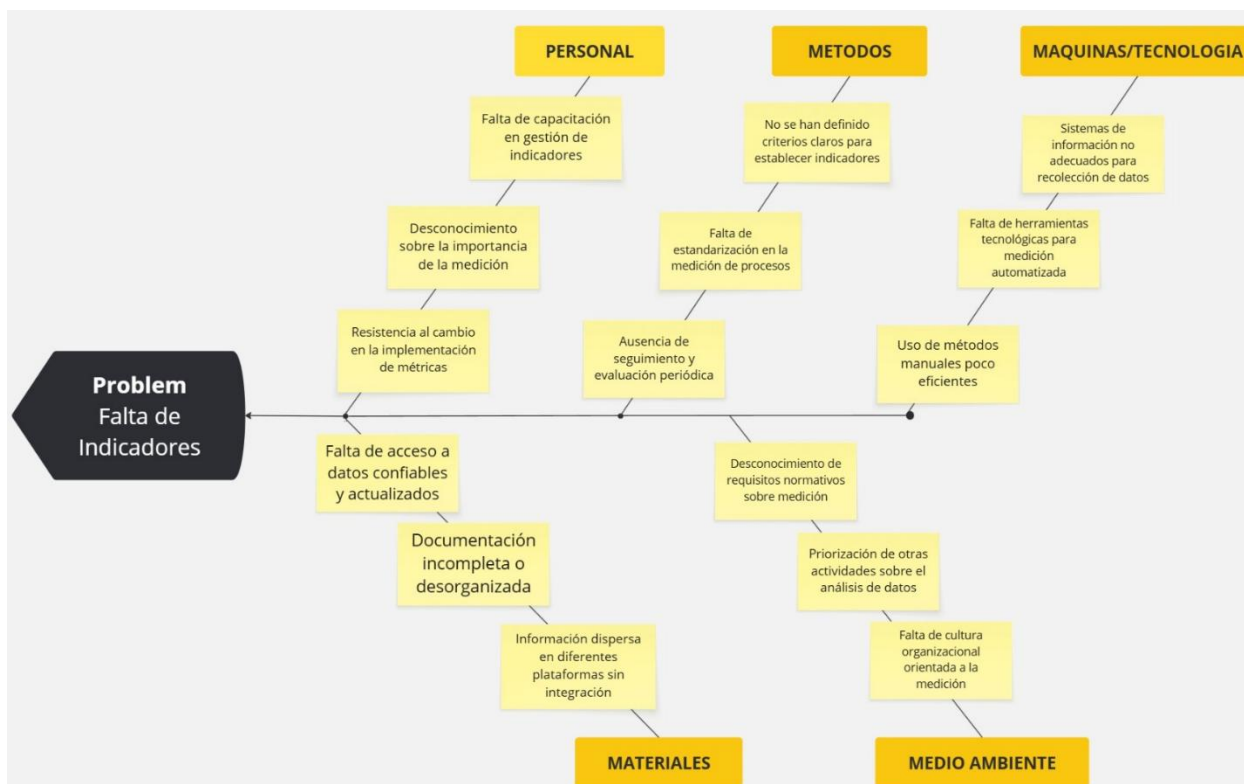 PERSONAL
METODOS
MAQUINAS/TECNOLOGIA
Falta de capacitación
en gestión de
indicadores
No se han definido
criterios claros para
establecer indicadores
Sistemas de
información no
adecuados para
recolección de datos
Desconocimiento
sobre la importancia
de la medición
Falta de
estandarización en la
medición de procesos
Falta de herramientas
tecnológicas para
medición
automatizada
Resistencia al cambio
en la implementación
de métricas
Ausencia de
seguimiento y
evaluación periódica
Uso de métodos
manuales poco
eficientes
Problem
Falta de
Indicadores
Falta de acceso a
datos confiables
y actualizados
Desconocimiento de
requisitos normativos
sobre medición
Documentación
incompleta o
desorganizada
Priorización de otras
actividades sobre el
análisis de datos
Información dispersa
en diferentes
plataformas sin
integración
Falta de cultura
organizacional
orientada a la
medición
MATERIALES
MEDIO AMBIENTE